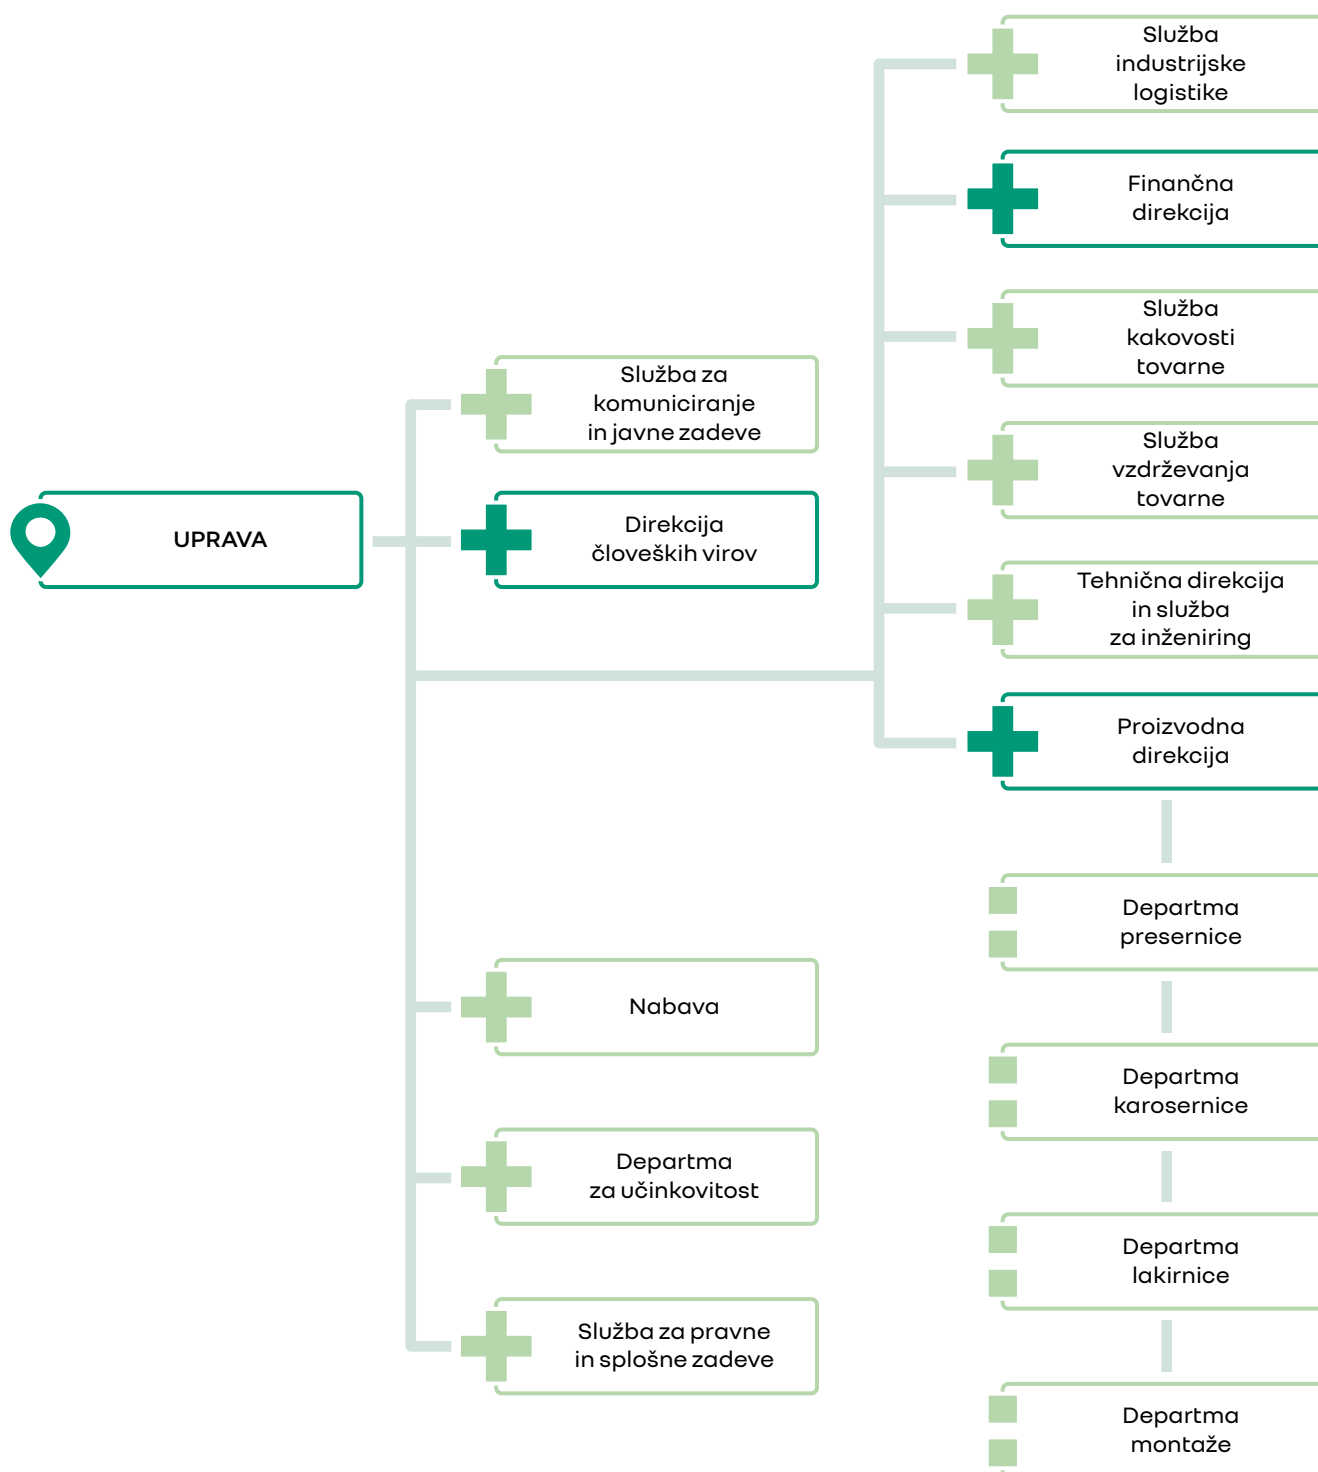 UPRAVA
Služba za
komuniciranje
in javne zadeve
Direkcija
človeških virov
Nabava
Departma
za učinkovitost
Služba za pravne
in splošne zadeve
Služba
industrijske
logistike
Finančna
direkcija
Služba
kakovosti
tovarne
Služba
vzdrževanja
tovarne
Tehnična direkcija
in služba
za inženiring
Proizvodna
direkcija
Departma
presernice
Departma
karosernice
Departma
lakirnice
Departma
montaže